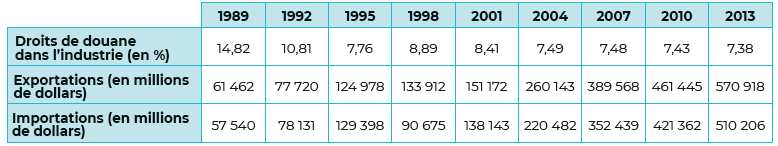 1989 1992 1995 1998 2001 2004 2007 2010 2013
Droits de douane
dans l’industrie (en %) 14,82 10,81 7,76 8,89 8,41 7,49 7,48 7,43 7,38
Exportations (en millions
de dollars) 61 462 77 720 124 978 133 912 151 172 260 143 389 568 461 445 570 918
Importations (en millions
de dollars) 57 540 78 131 129 398 90 675 138 143 220 482 352 439 421 362 510 206